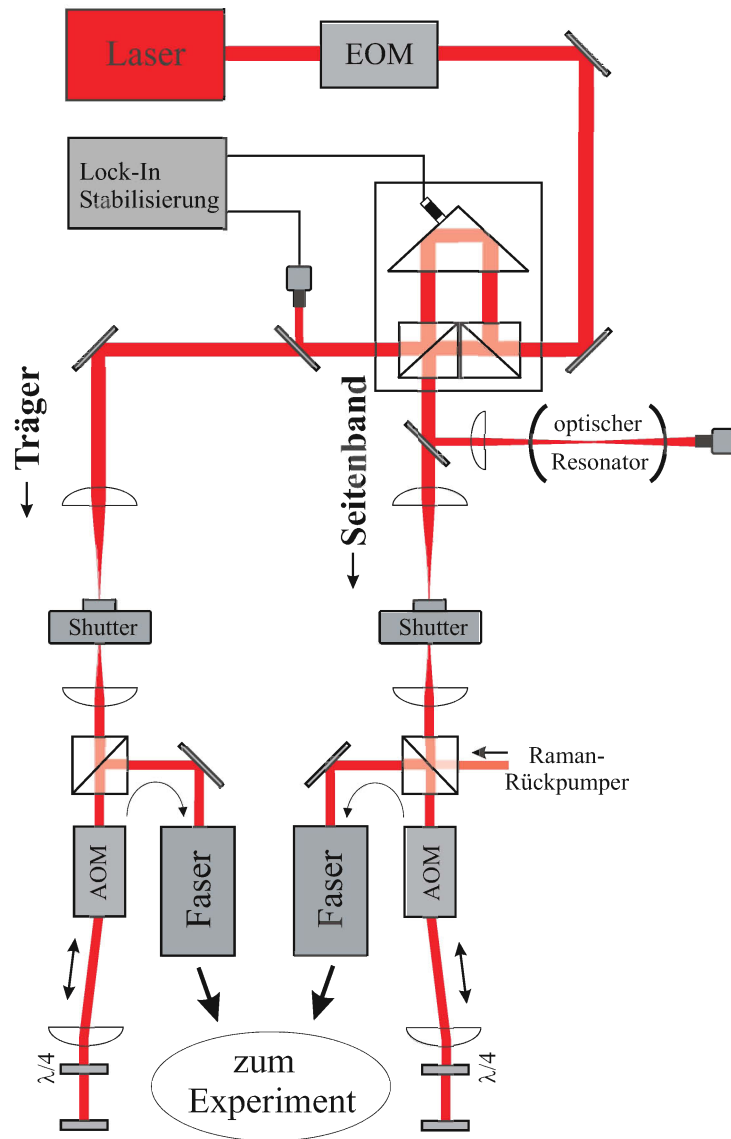 Laser
EOM
Lock-In
Stabilisierung
← Träger
← Seitenband
optischer
Resonator
Shutter
Shutter
Raman-
Rückpumper
AOM
Faser
Faser
AOM
λ/4
λ/4
zum
Experiment